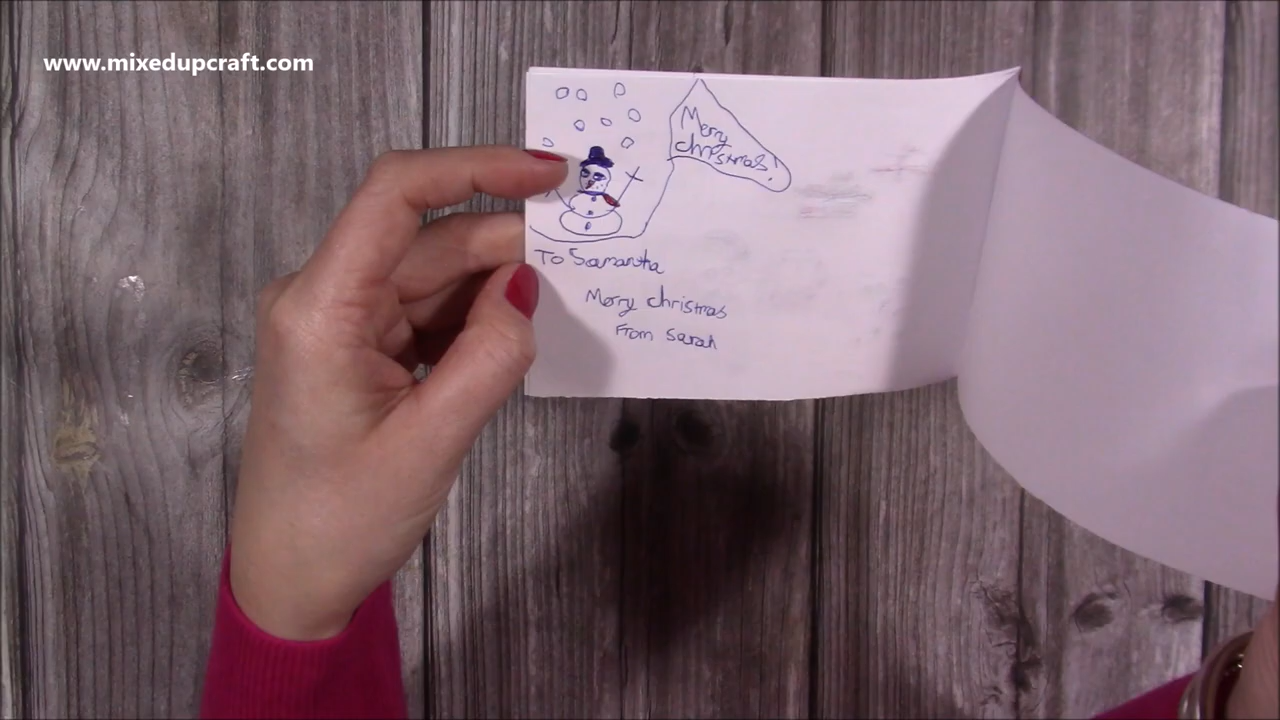 www.mixedupcraft.com
Merry
christmas!
To Samantha
Merry christmas
From Sarah